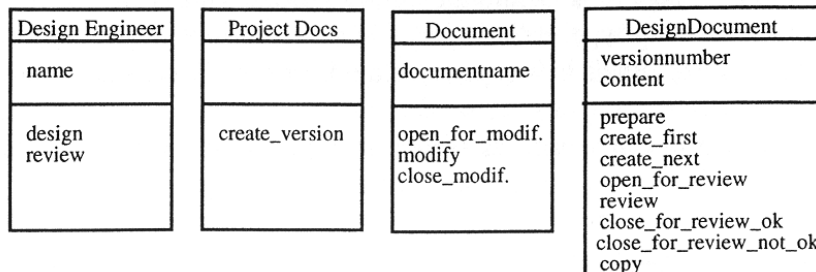 Design Engineer
name
design
review
Project Docs
create_version
Document
documentname
open_for_modif.
modify
close_modif.
DesignDocument
versionnumber
content
prepare
create_first
create_next
open_for_review
review
close_for_review_ok
close_for_review_not_ok
copy